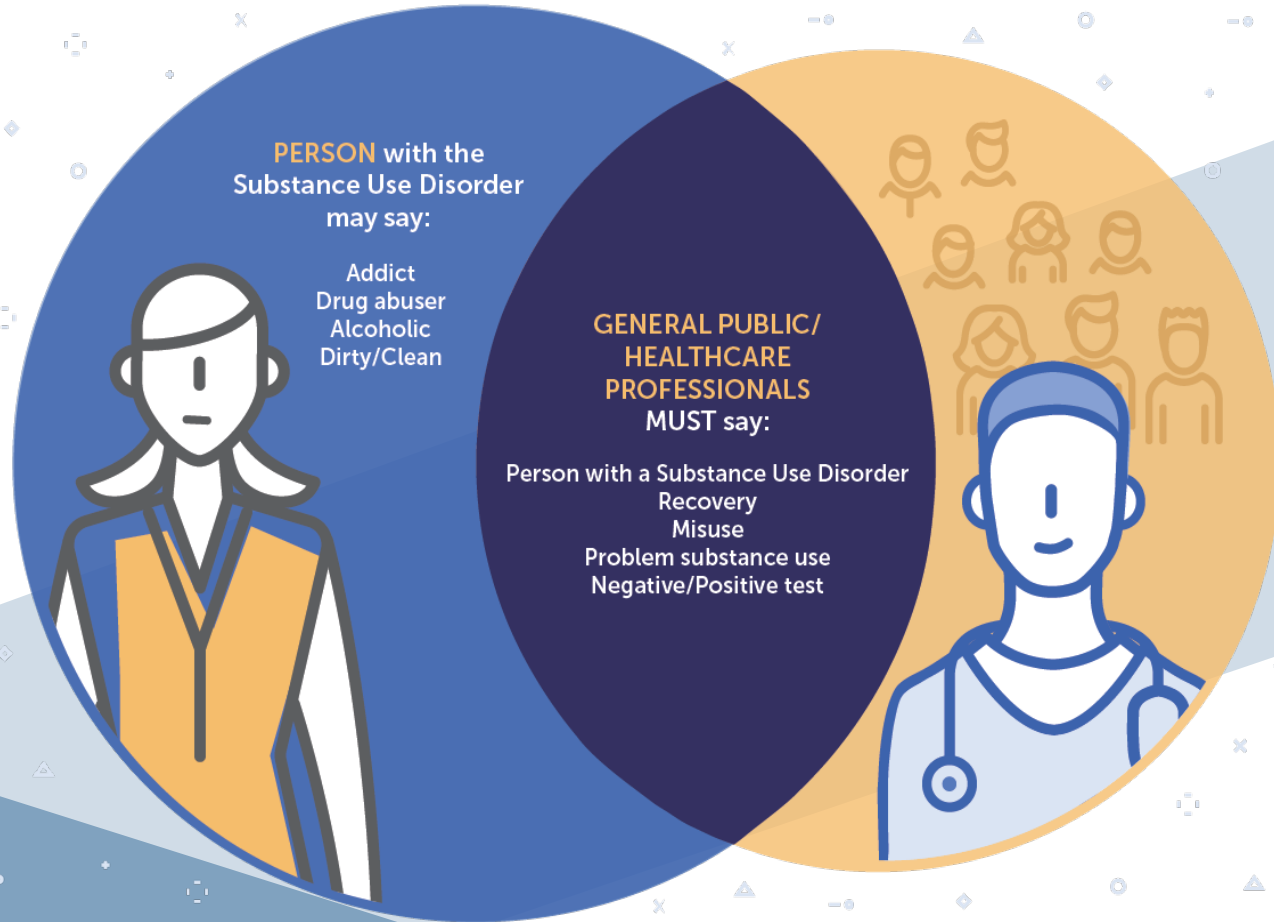 PERSON with the
Substance Use Disorder
may say:
Addict
Drug abuser
Alcoholic
Dirty/Clean
GENERAL PUBLIC/
HEALTHCARE
PROFESSIONALS
MUST say:
Person with a Substance Use Disorder
Recovery
Misuse
Problem substance use
Negative/Positive test